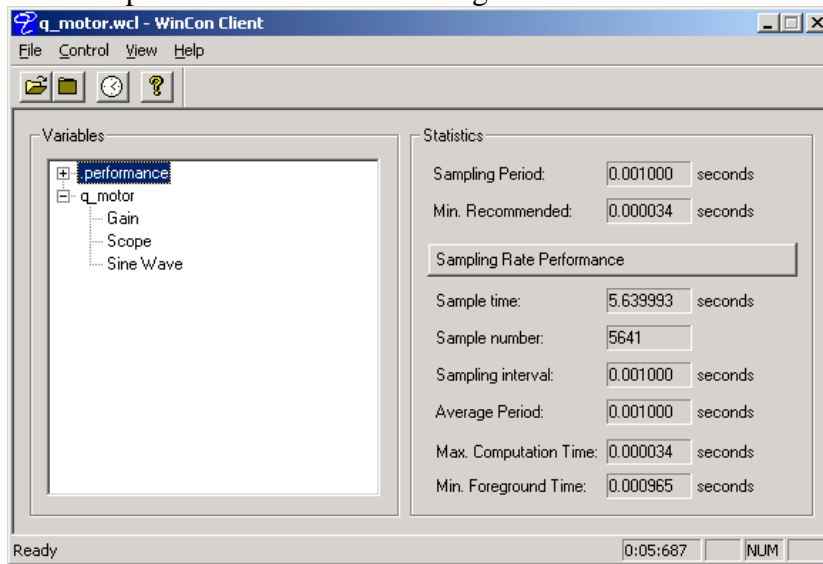 q_motor.wcl - WinCon Client
File Control View Help
Variables
.performance
q_motor
Gain
Scope
Sine Wave
Statistics
Sampling Period: 0.001000 seconds
Min. Recommended: 0.000034 seconds
Sampling Rate Performance
Sample time: 5.639993 seconds
Sample number: 5641
Sampling interval: 0.001000 seconds
Average Period: 0.001000 seconds
Max. Computation Time: 0.000034 seconds
Min. Foreground Time: 0.000965 seconds
Ready 0:05:687 NUM